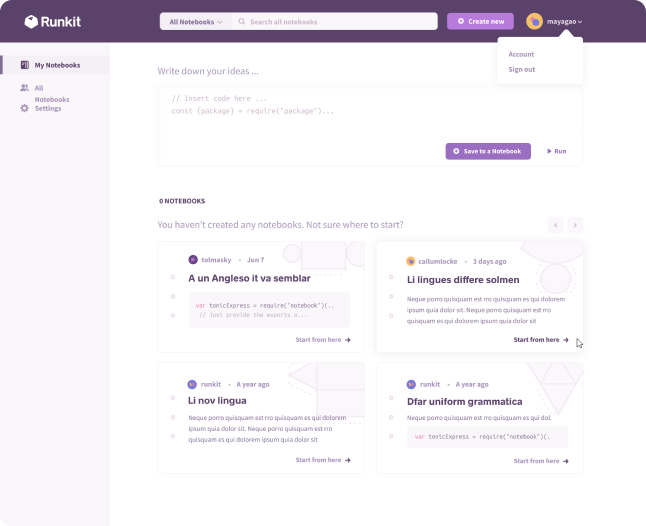 Runkit
All Notebooks
Search all notebooks
Create new
mayagao
Account
Sign out
My Notebooks
All
Notebooks
Settings
Write down your ideas ...
// Insert code here ...
const {package} = require("package")...
Save to a Notebook
Run
0 NOTEBOOKS
You haven't created any notebooks. Not sure where to start?
tolmasky • Jun 7
A un Angleso it va semblar
var tonicExpress = require("notebook")(..
// Just provide the exports o...
Start from here →
callumlocke • 3 days ago
Li lingues differe solmen
Neque porro quisquam est rro quisquam es qui dolorem
ipsum quia dolor sit. Neque porro quisquam est rro
quisquam es qui dolorem ipsum quia dolor sit
Start from here →
runkit • A year ago
Li nov lingua
Neque porro quisquam est rro quisquam es qui dolorem
ipsum quia dolor sit. Neque porro quisquam est rro
quisquam es qui dolorem ipsum quia dolor sit
Start from here →
runkit • A year ago
Dfar uniform grammatica
Neque porro quisquam est rro quisquam es qui dol.
var tonicExpress = require("notebook")(.
Start from here →